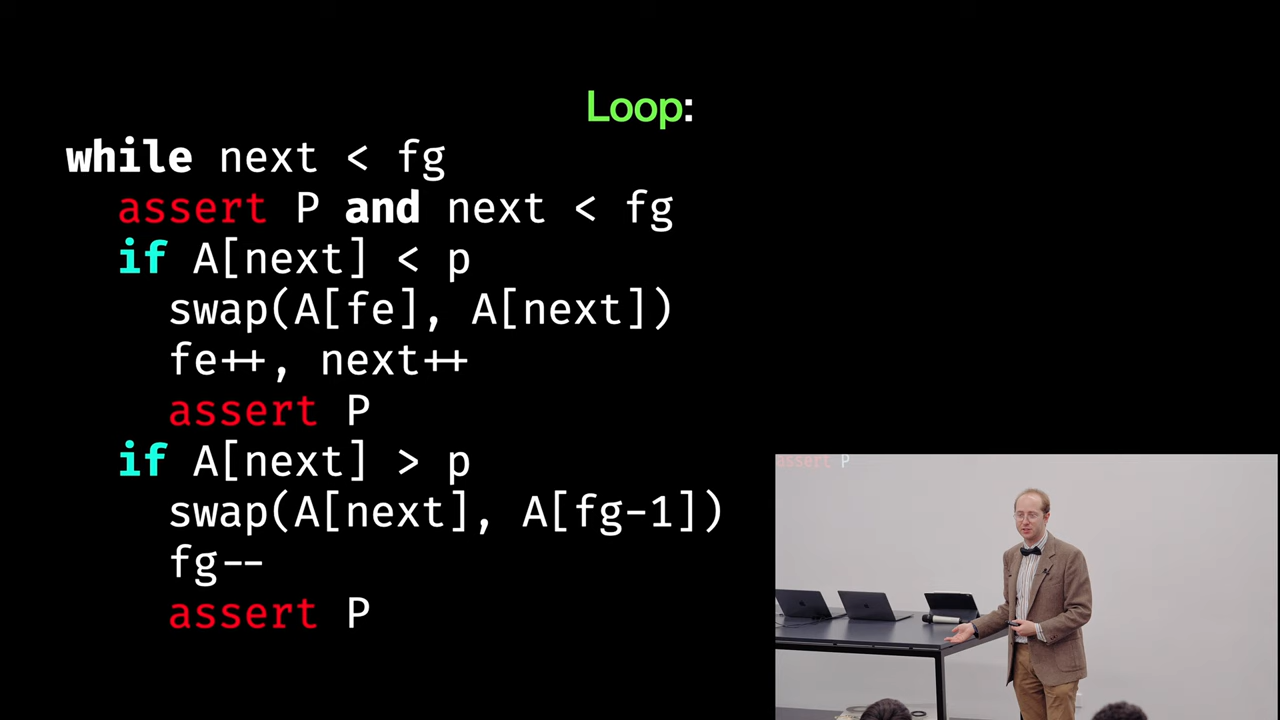 Loop:
while next < fg
assert P and next < fg
if A[next] < p
swap(A[fe], A[next])
fe++, next++
assert P
if A[next] > p
swap(A[next], A[fg-1])
fg--
assert P
assert P